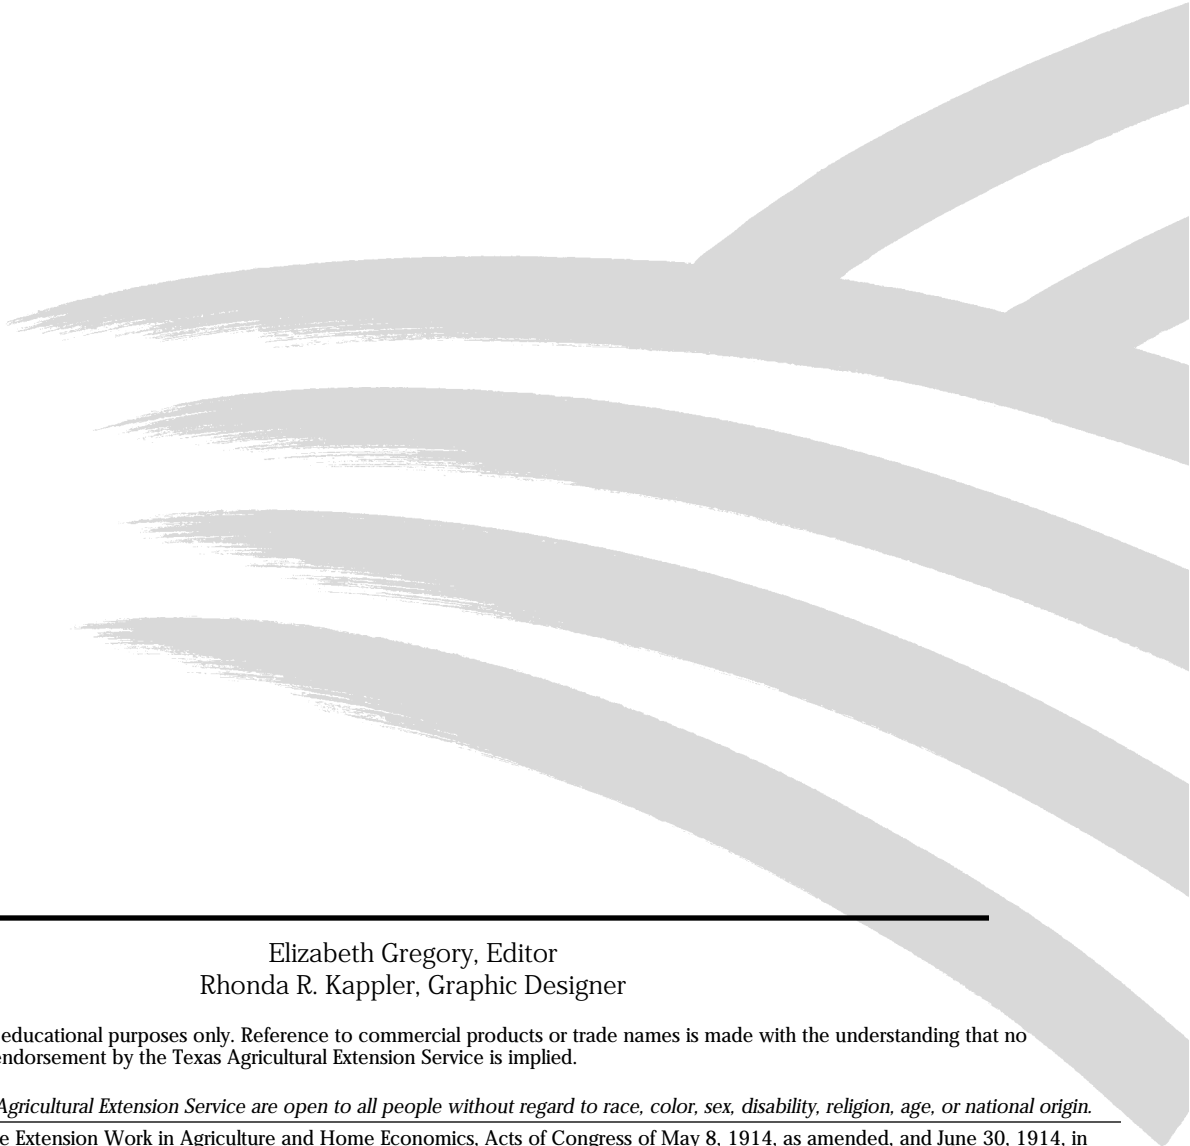 Elizabeth Gregory, Editor
Rhonda R. Kappler, Graphic Designer
educational purposes only. Reference to commercial products or trade names is made with the understanding that no
endorsement by the Texas Agricultural Extension Service is implied.
Agricultural Extension Service are open to all people without regard to race, color, sex, disability, religion, age, or national origin.
e Extension Work in Agriculture and Home Economics, Acts of Congress of May 8, 1914, as amended, and June 30, 1914, in